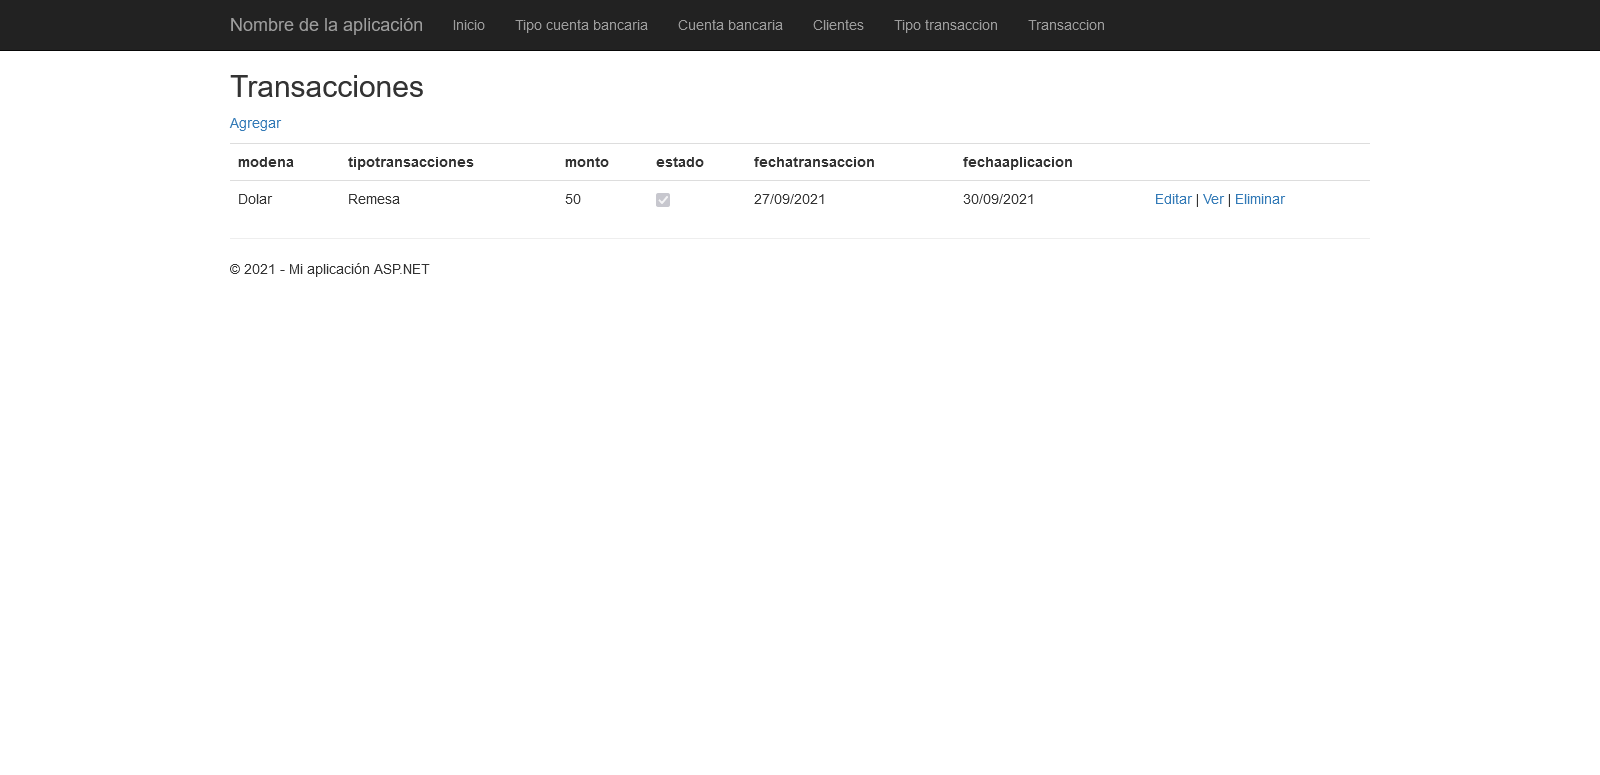 Nombre de la aplicación Inicio Tipo cuenta bancaria Cuenta bancaria Clientes Tipo transaccion Transaccion
Transacciones
Agregar
modena tipotransacciones monto estado fechatransaccion fechaaplicacion
Dolar Remesa 50 27/09/2021 30/09/2021 Editar | Ver | Eliminar
© 2021 - Mi aplicación ASP.NET